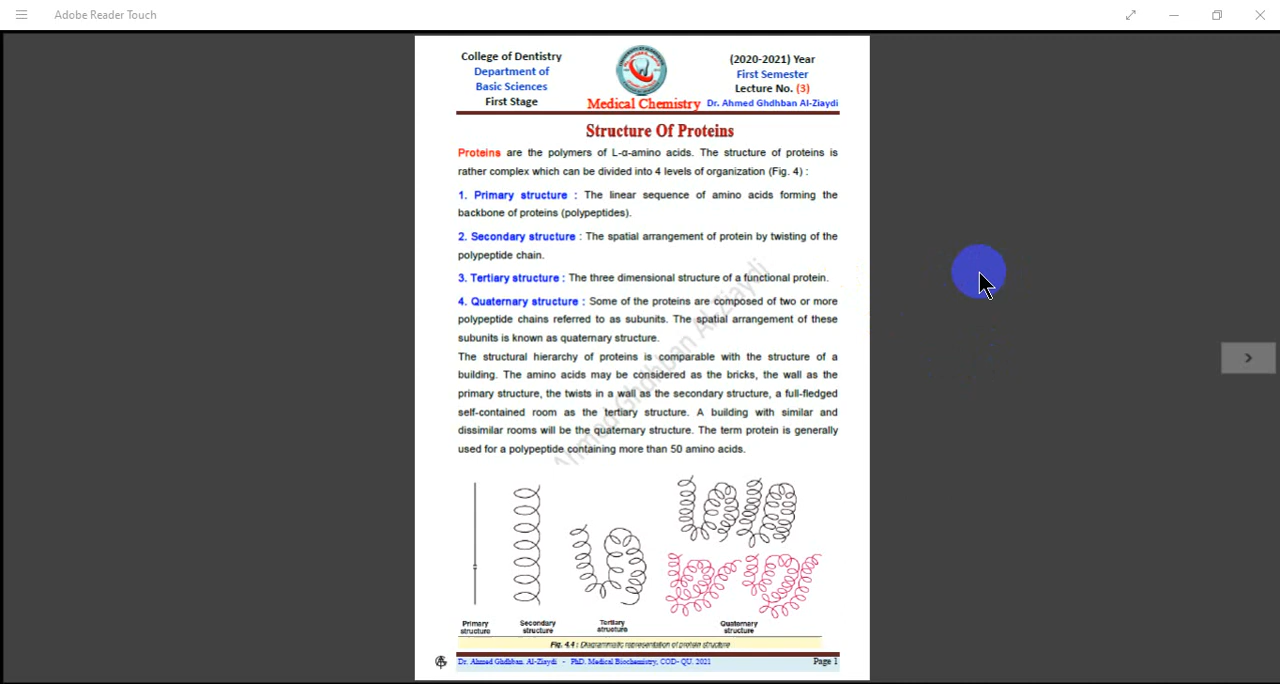 Adobe Reader Touch
College of Dentistry
Department of
Basic Sciences
First Stage
Medical Chemistry
(2020-2021) Year
First Semester
Lecture No. (3)
Dr. Ahmed Ghdhban Al-Ziaydi
Structure Of Proteins
Proteins are the polymers of L-α-amino acids. The structure of proteins is
rather complex which can be divided into 4 levels of organization (Fig. 4) :
1. Primary structure : The linear sequence of amino acids forming the
backbone of proteins (polypeptides).
2. Secondary structure : The spatial arrangement of protein by twisting of the
polypeptide chain.
3. Tertiary structure : The three dimensional structure of a functional protein.
4. Quaternary structure : Some of the proteins are composed of two or more
polypeptide chains referred to as subunits. The spatial arrangement of these
subunits is known as quaternary structure.
The structural hierarchy of proteins is comparable with the structure of a
building. The amino acids may be considered as the bricks, the wall as the
primary structure, the twists in a wall as the secondary structure, a full-fledged
self-contained room as the tertiary structure. A building with similar and
dissimilar rooms will be the quaternary structure. The term protein is generally
used for a polypeptide containing more than 50 amino acids.
Ahmed Ghdhban Al-Ziaydi
Primary
structure
Secondary
structure
Tertiary
structure
Quaternary
structure
Fig. 4.4 : Diagrammatic representation of protein structure
Dr. Ahmed Ghdhban. Al-Ziaydi - PhD. Medical Biochemistry, COD- QU. 2021
Page 1